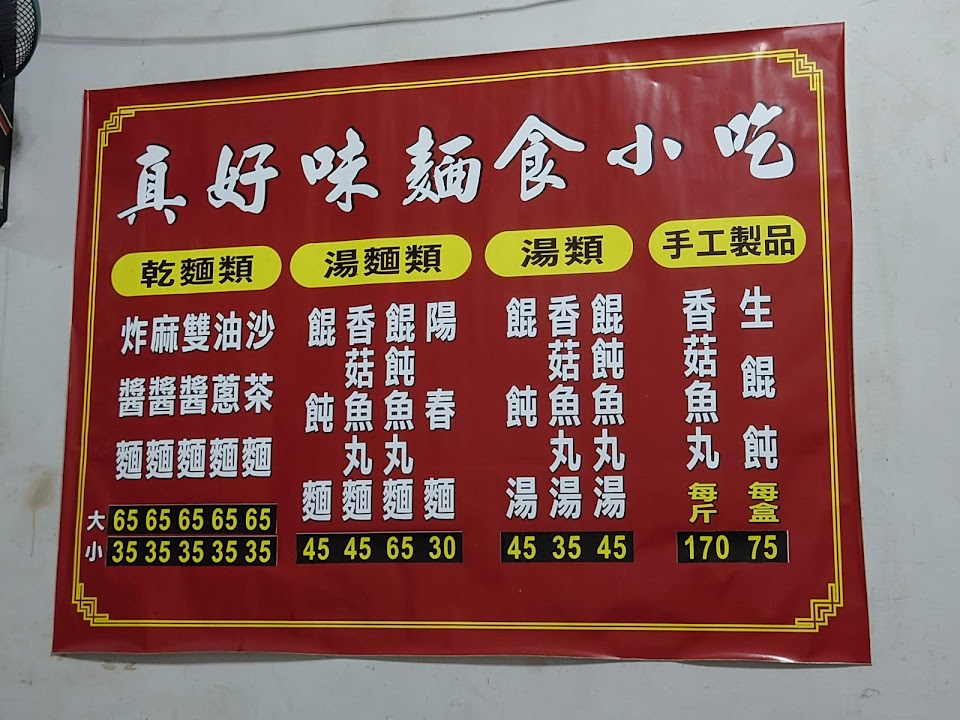 真好味麵食小吃
乾麵類
炸醬麵
麻醬麵
雙醬麵
油蔥麵
沙茶麵
大 65 65 65 65 65
小 35 35 35 35 35
湯麵類
餛飩麵
香菇魚丸麵
餛飩魚丸麵
陽春麵
45 45 65 30
湯類
餛飩湯
香菇魚丸湯
餛飩魚丸湯
45 35 45
手工製品
香菇魚丸每斤
生餛飩每盒
170 75